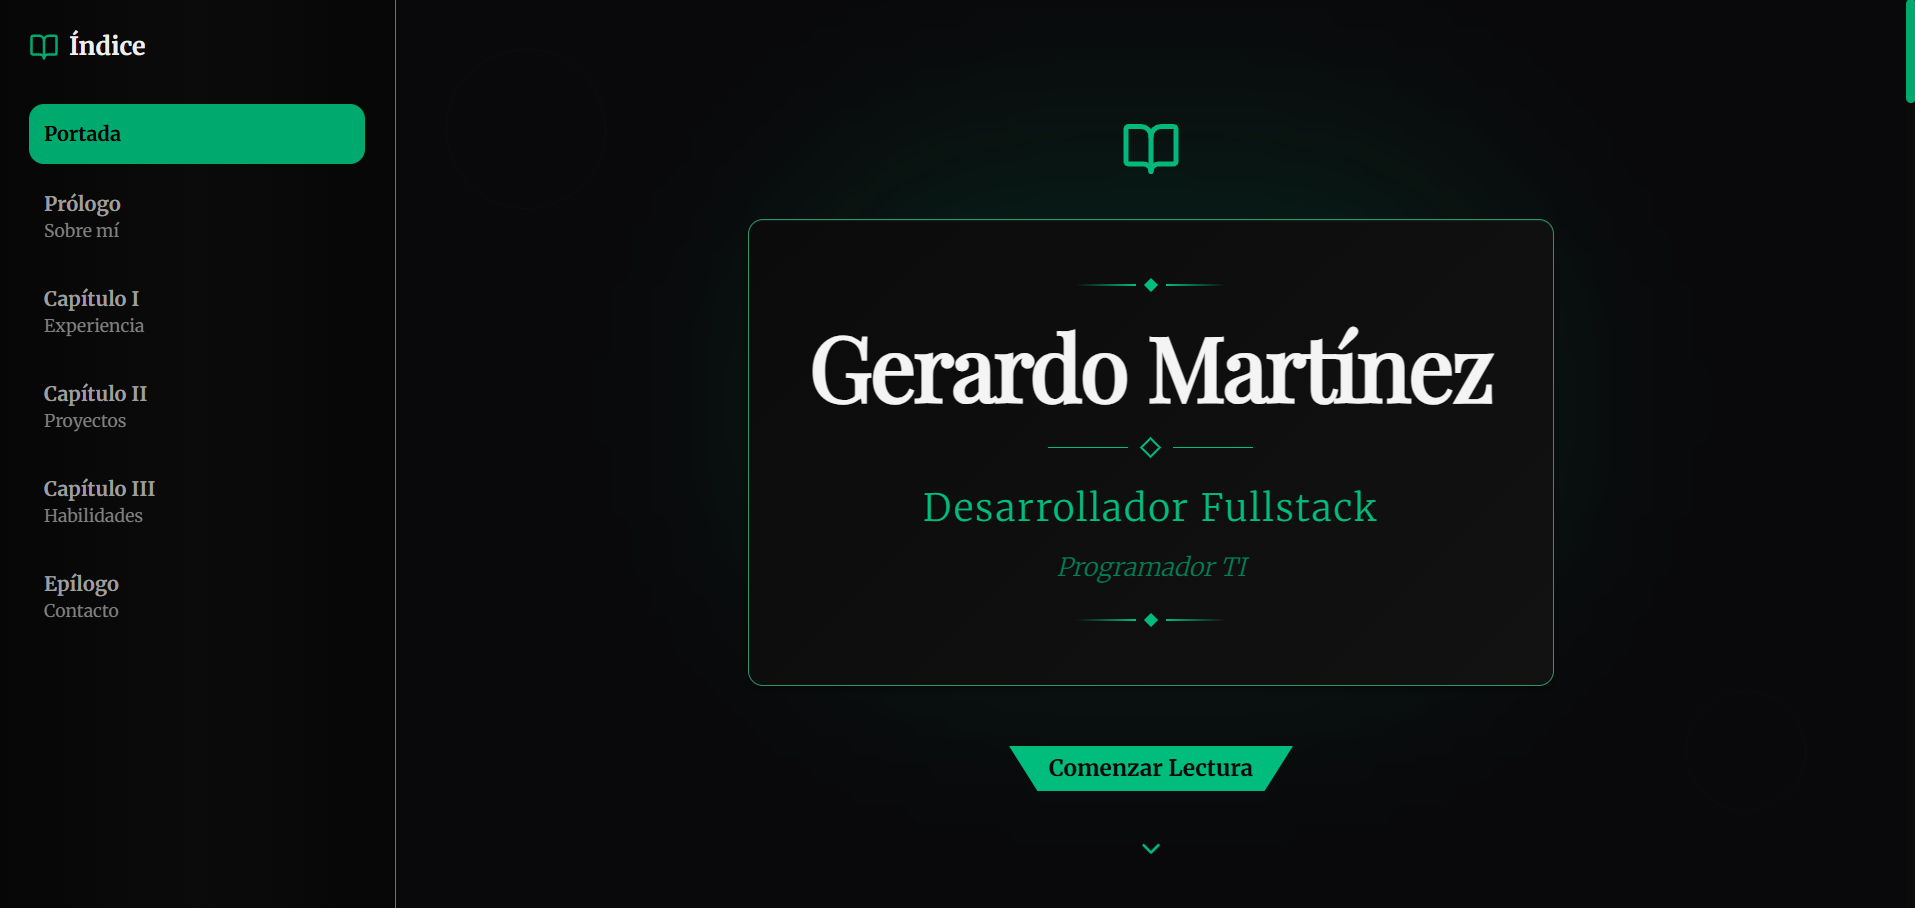 Índice
Portada
Prólogo
Sobre mí
Capítulo I
Experiencia
Capítulo II
Proyectos
Capítulo III
Habilidades
Epílogo
Contacto
Gerardo Martínez
Desarrollador Fullstack
Programador TI
Comenzar Lectura